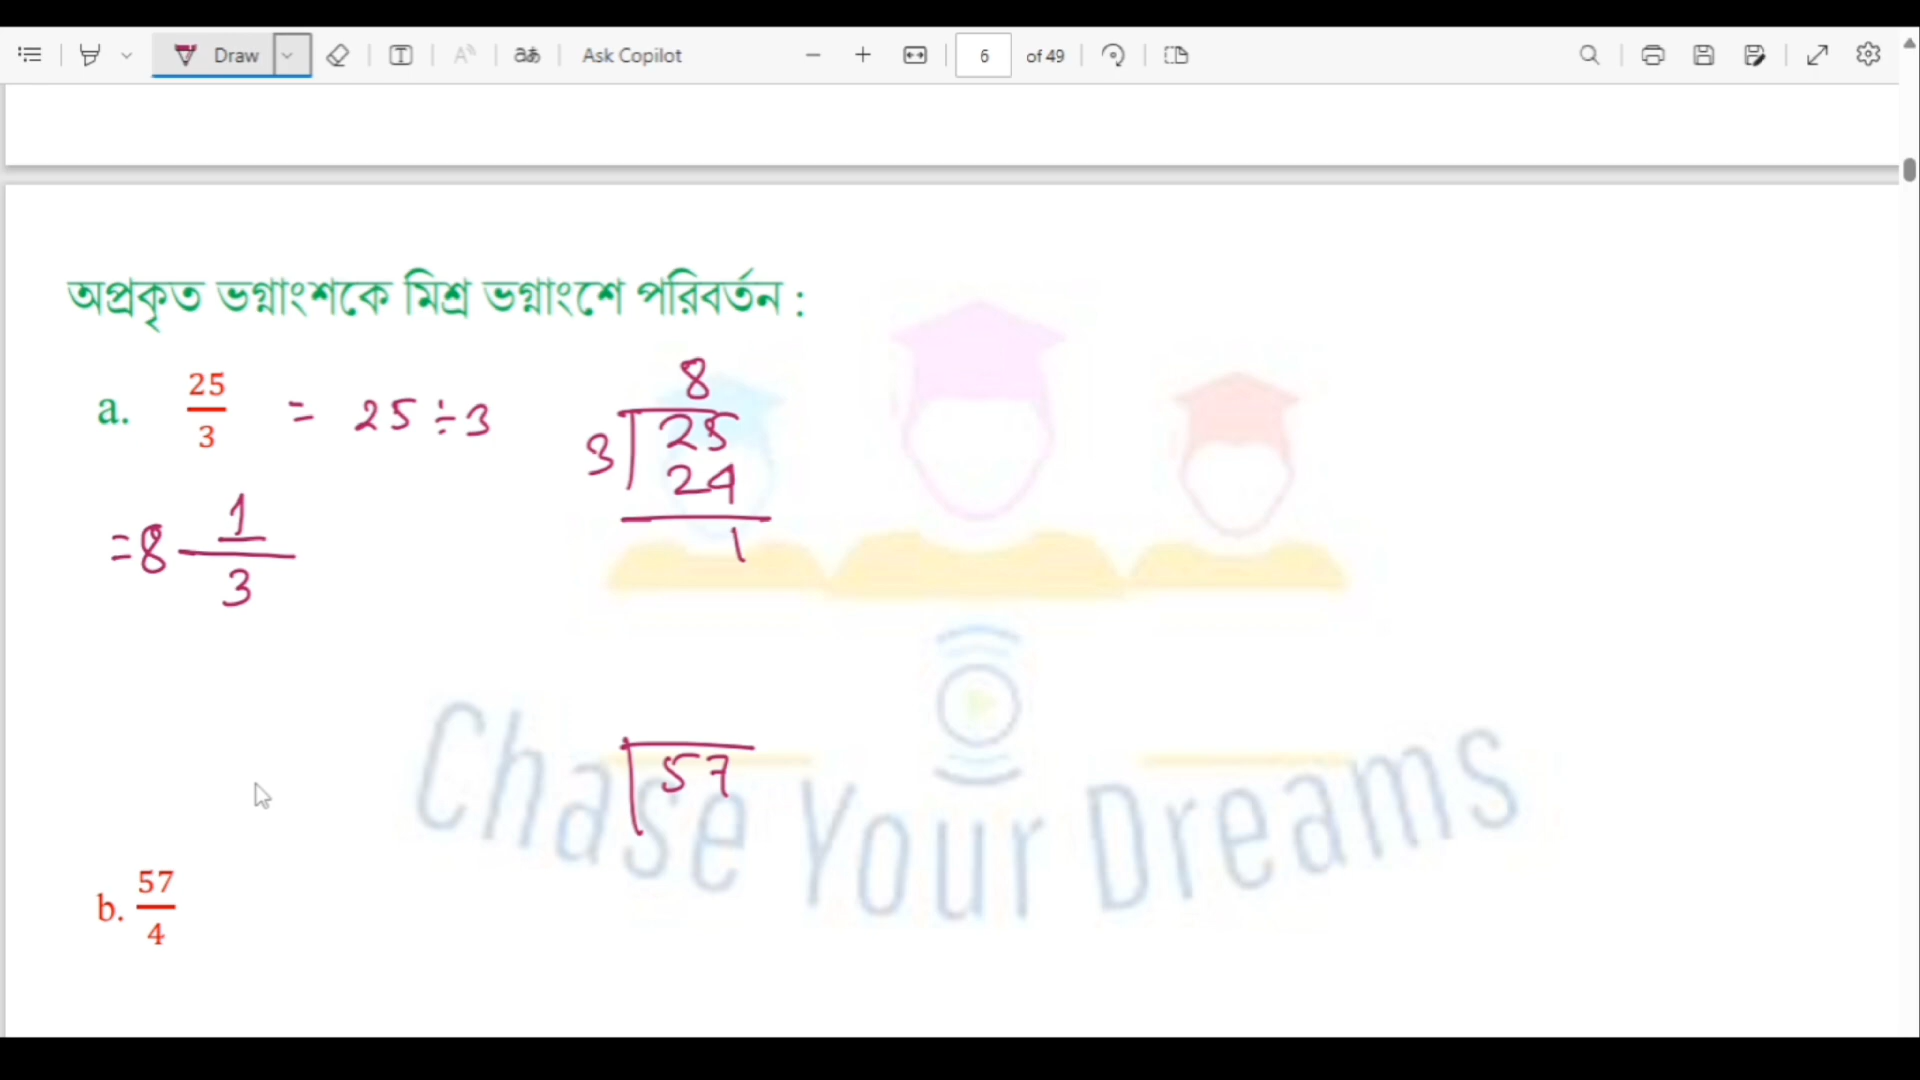 Draw Ask Copilot 6 of 49
অপ্রকৃত ভগ্নাংশকে মিশ্র ভগ্নাংশে পরিবর্তন :
8
a. 25/3 = 25 ÷ 3 3 25
24
= 8 1/3 1
57
Chase Your Dreams
b. 57/4